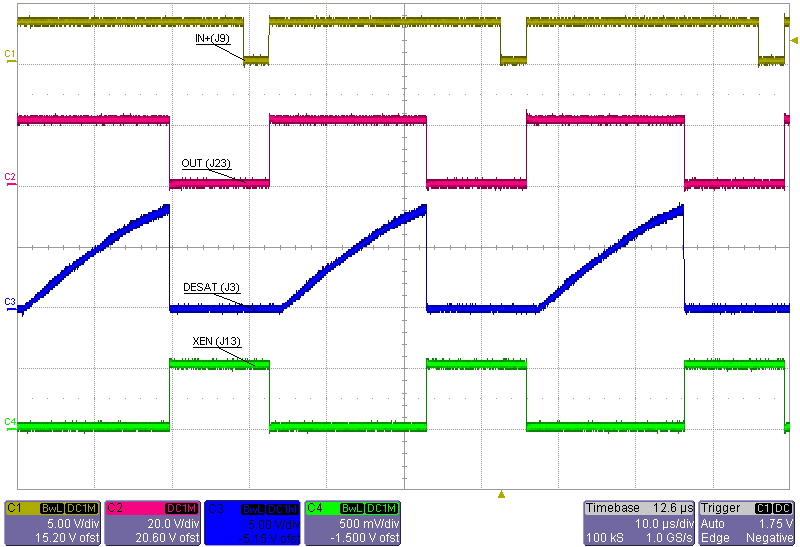 IN+(J9)
C1
OUT (J23)
C2
DESAT (J3)
C3
XEN (J13)
C4
C1 BwL DC1M
5.00 V/div
15.20 V ofst
C2 DC1M
20.0 V/div
20.60 V ofst
C3 BwL DC1M
5.00 V/div
5.15 V ofst
C4 BwL DC1M
500 mV/div
-1.500 V ofst
Timebase 12.6 µs
10.0 µs/div
100 kS 1.0 GS/s
Trigger C1 DC
Auto 1.75 V
Edge Negative